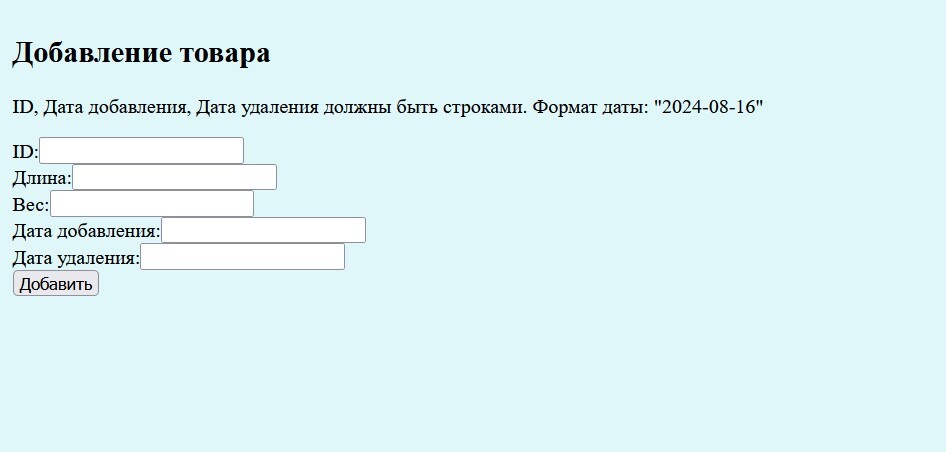 Добавление товара
ID, Дата добавления, Дата удаления должны быть строками. Формат даты: "2024-08-16"
ID:
Длина:
Вес:
Дата добавления:
Дата удаления:
Добавить